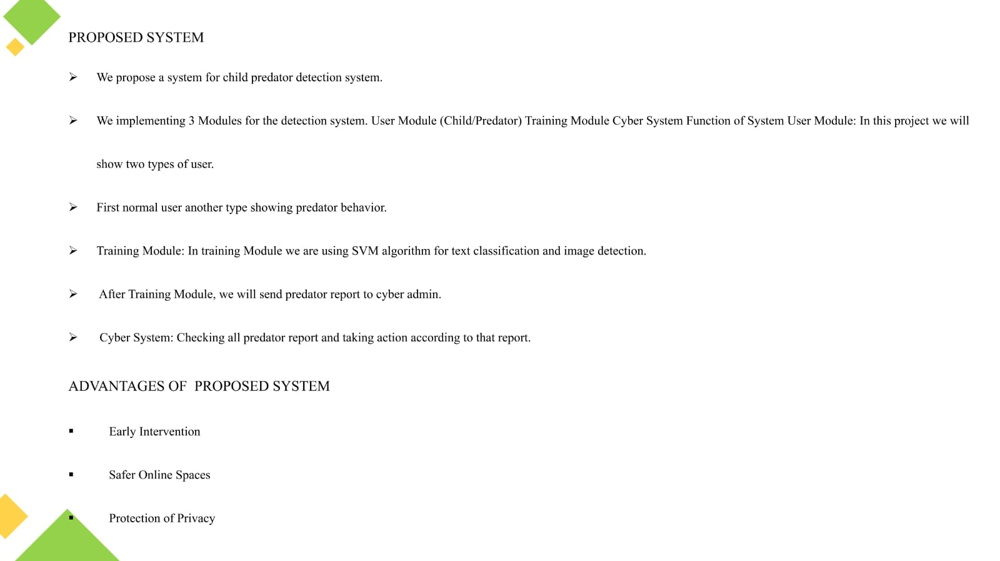 PROPOSED SYSTEM
➢ We propose a system for child predator detection system.
➢ We implementing 3 Modules for the detection system. User Module (Child/Predator) Training Module Cyber System Function of System User Module: In this project we will
show two types of user.
➢ First normal user another type showing predator behavior.
➢ Training Module: In training Module we are using SVM algorithm for text classification and image detection.
➢ After Training Module, we will send predator report to cyber admin.
➢ Cyber System: Checking all predator report and taking action according to that report.
ADVANTAGES OF PROPOSED SYSTEM
▪ Early Intervention
▪ Safer Online Spaces
▪ Protection of Privacy